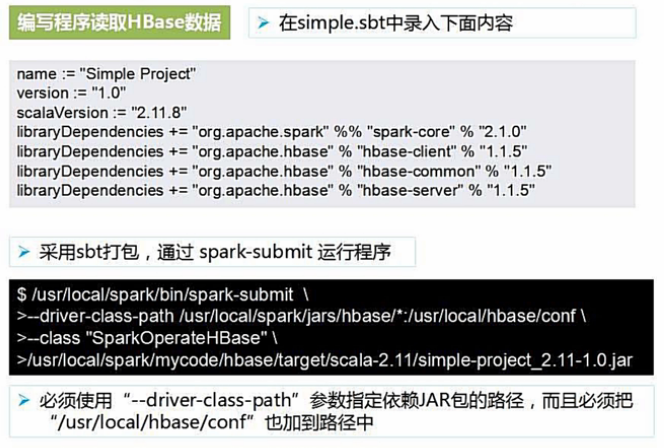 编写程序读取HBase数据
➢ 在simple.sbt中录入下面内容
name := "Simple Project"
version := "1.0"
scalaVersion := "2.11.8"
libraryDependencies += "org.apache.spark" %% "spark-core" % "2.1.0"
libraryDependencies += "org.apache.hbase" % "hbase-client" % "1.1.5"
libraryDependencies += "org.apache.hbase" % "hbase-common" % "1.1.5"
libraryDependencies += "org.apache.hbase" % "hbase-server" % "1.1.5"
➢ 采用sbt打包，通过 spark-submit 运行程序
$ /usr/local/spark/bin/spark-submit \
>--driver-class-path /usr/local/spark/jars/hbase/*:/usr/local/hbase/conf \
>--class "SparkOperateHBase" \
>/usr/local/spark/mycode/hbase/target/scala-2.11/simple-project_2.11-1.0.jar
➢ 必须使用“--driver-class-path”参数指定依赖JAR包的路径，而且必须把
“/usr/local/hbase/conf”也加到路径中